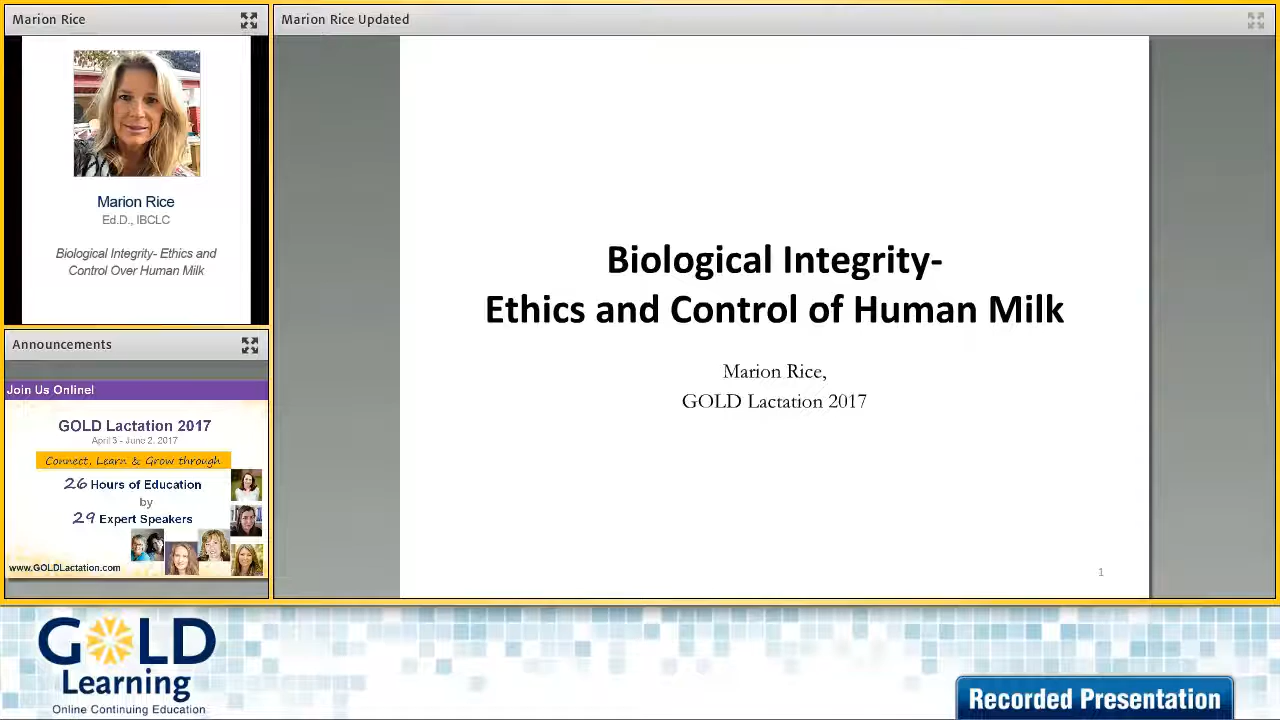 Marion Rice
Marion Rice
Ed.D., IBCLC
Biological Integrity- Ethics and
Control Over Human Milk
Announcements
Join Us Online!
GOLD Lactation 2017
April 3 - June 2, 2017
Connect, Learn & Grow through
26 Hours of Education
by
29 Expert Speakers
www.GOLDLactation.com
Marion Rice Updated
Biological Integrity-
Ethics and Control of Human Milk
Marion Rice,
GOLD Lactation 2017
1
GOLD
Learning
Online Continuing Education
Recorded Presentation